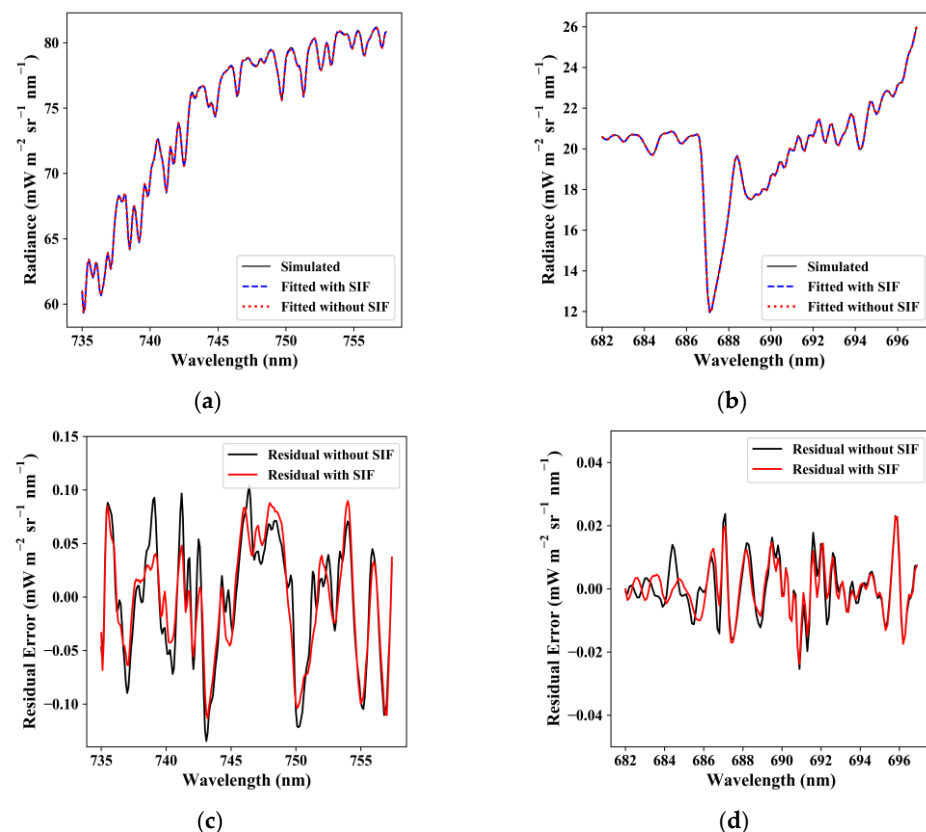 80
75
70
65
60
735
740
745
750
755
Radiance (mW m⁻² sr⁻¹ nm⁻¹)
Wavelength (nm)
Simulated
Fitted with SIF
Fitted without SIF
(a)
26
24
22
20
18
16
14
12
682
684
686
688
690
692
694
696
Radiance (mW m⁻² sr⁻¹ nm⁻¹)
Wavelength (nm)
Simulated
Fitted with SIF
Fitted without SIF
(b)
0.15
0.10
0.05
0.00
−0.05
−0.10
735
740
745
750
755
Residual Error (mW m⁻² sr⁻¹ nm⁻¹)
Wavelength (nm)
Residual without SIF
Residual with SIF
(c)
0.04
0.02
0.00
−0.02
−0.04
682
684
686
688
690
692
694
696
Residual Error (mW m⁻² sr⁻¹ nm⁻¹)
Wavelength (nm)
Residual without SIF
Residual with SIF
(d)